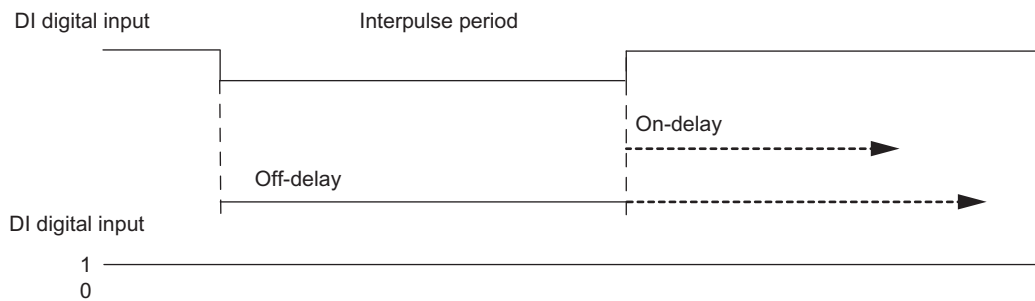 DI digital input
Interpulse period
On-delay
Off-delay
DI digital input
1
0